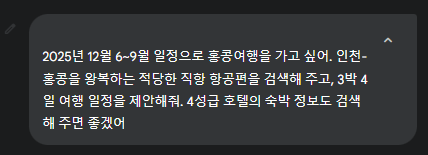 2025년 12월 6~9월 일정으로 홍콩여행을 가고 싶어. 인천-
홍콩을 왕복하는 적당한 직항 항공편을 검색해 주고, 3박 4
일 여행 일정을 제안해줘. 4성급 호텔의 숙박 정보도 검색
해 주면 좋겠어